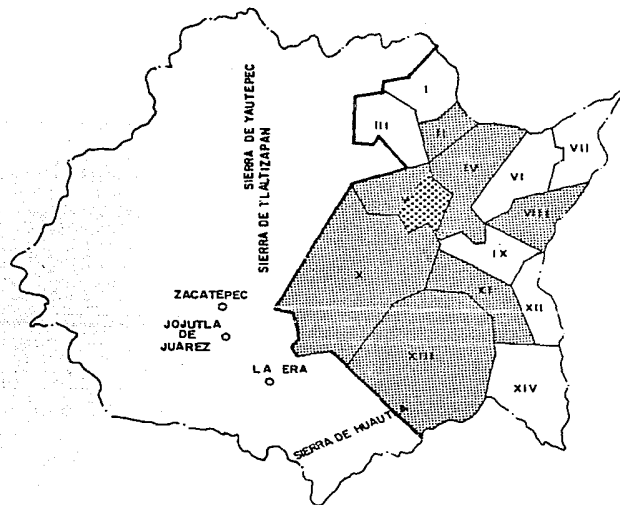 I
III
II
IV
VII
VI
V
VIII
SIERRA DE YAUTEPEC
SIERRA DE TLALTIZAPAN
IX
X
XI
XII
ZACATEPEC
JOJUTLA
DE
JUÁREZ
XIII
LA ERA
XIV
SIERRA DE HUAUTLA